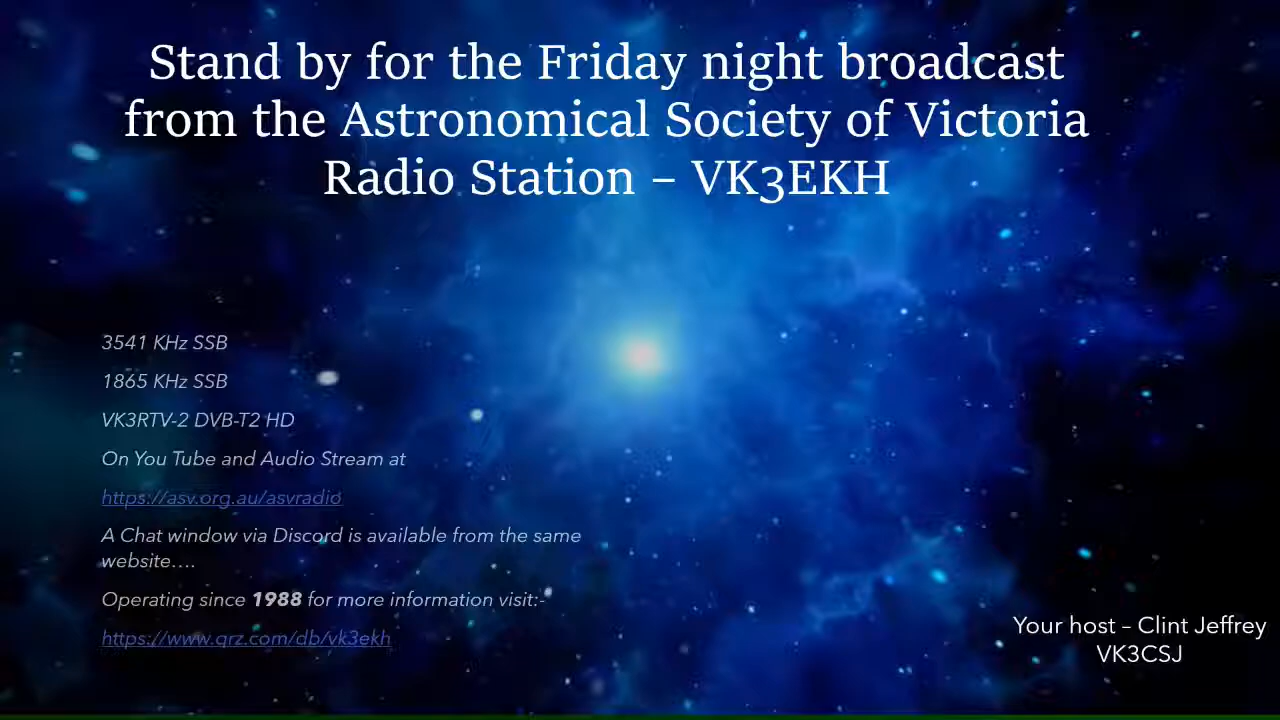 Stand by for the Friday night broadcast
from the Astronomical Society of Victoria
Radio Station – VK3EKH
3541 KHz SSB
1865 KHz SSB
VK3RTV-2 DVB-T2 HD
On You Tube and Audio Stream at
https://asv.org.au/asvradio
A Chat window via Discord is available from the same
website….
Operating since 1988 for more information visit:-
https://www.qrz.com/db/vk3ekh
Your host – Clint Jeffrey
VK3CSJ